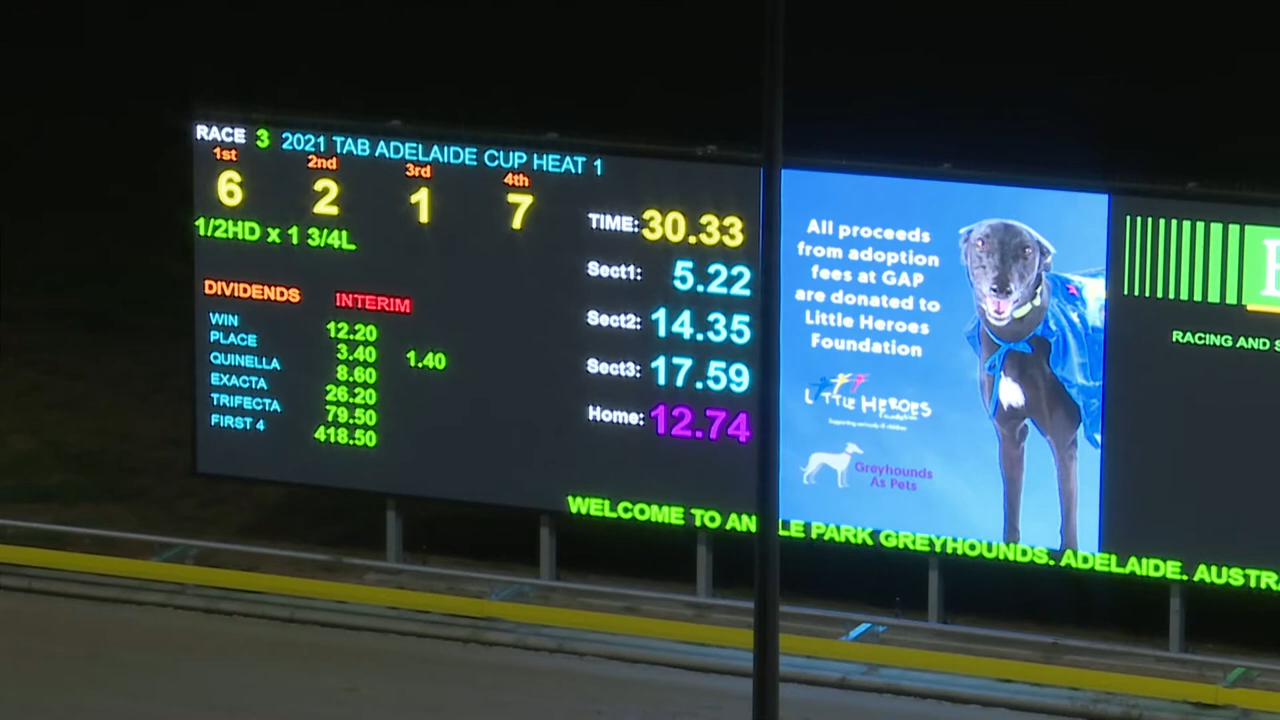 RACE 3 2021 TAB ADELAIDE CUP HEAT 1
1st 2nd 3rd 4th
6 2 1 7
1/2HD x 1 3/4L
TIME: 30.33
Sect1: 5.22
Sect2: 14.35
Sect3: 17.59
Home: 12.74
DIVIDENDS INTERIM
WIN 12.20
PLACE 3.40 1.40
QUINELLA 8.60
EXACTA 26.20
TRIFECTA 79.50
FIRST 4 418.50
All proceeds
from adoption
fees at GAP
are donated to
Little Heroes
Foundation
LITTLE HEROES
Foundation
Greyhounds
As Pets
RACING AND
WELCOME TO AN LE PARK GREYHOUNDS. ADELAIDE. AUSTR